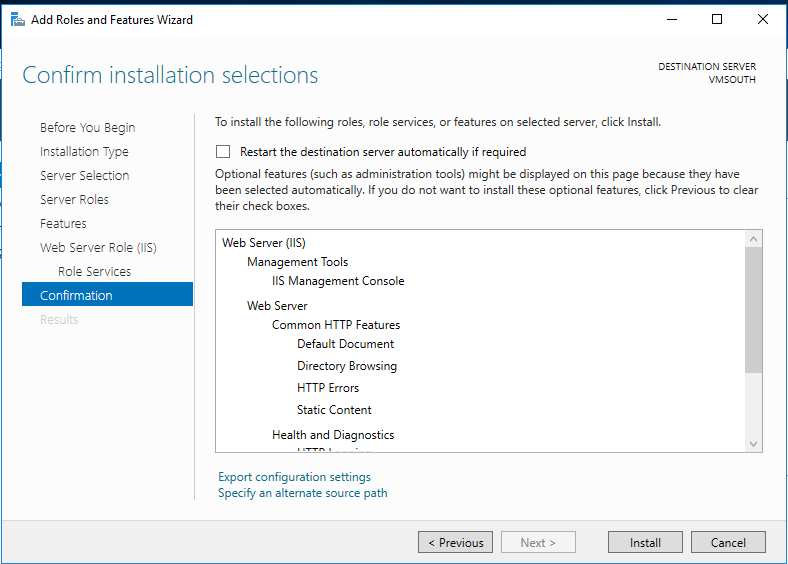 Add Roles and Features Wizard
Confirm installation selections
DESTINATION SERVER
VMSOUTH
Before You Begin
Installation Type
Server Selection
Server Roles
Features
Web Server Role (IIS)
Role Services
Confirmation
Results
To install the following roles, role services, or features on selected server, click Install.
Restart the destination server automatically if required
Optional features (such as administration tools) might be displayed on this page because they have
been selected automatically. If you do not want to install these optional features, click Previous to clear
their check boxes.
Web Server (IIS)
Management Tools
IIS Management Console
Web Server
Common HTTP Features
Default Document
Directory Browsing
HTTP Errors
Static Content
Health and Diagnostics
Export configuration settings
Specify an alternate source path
< Previous
Next >
Install
Cancel